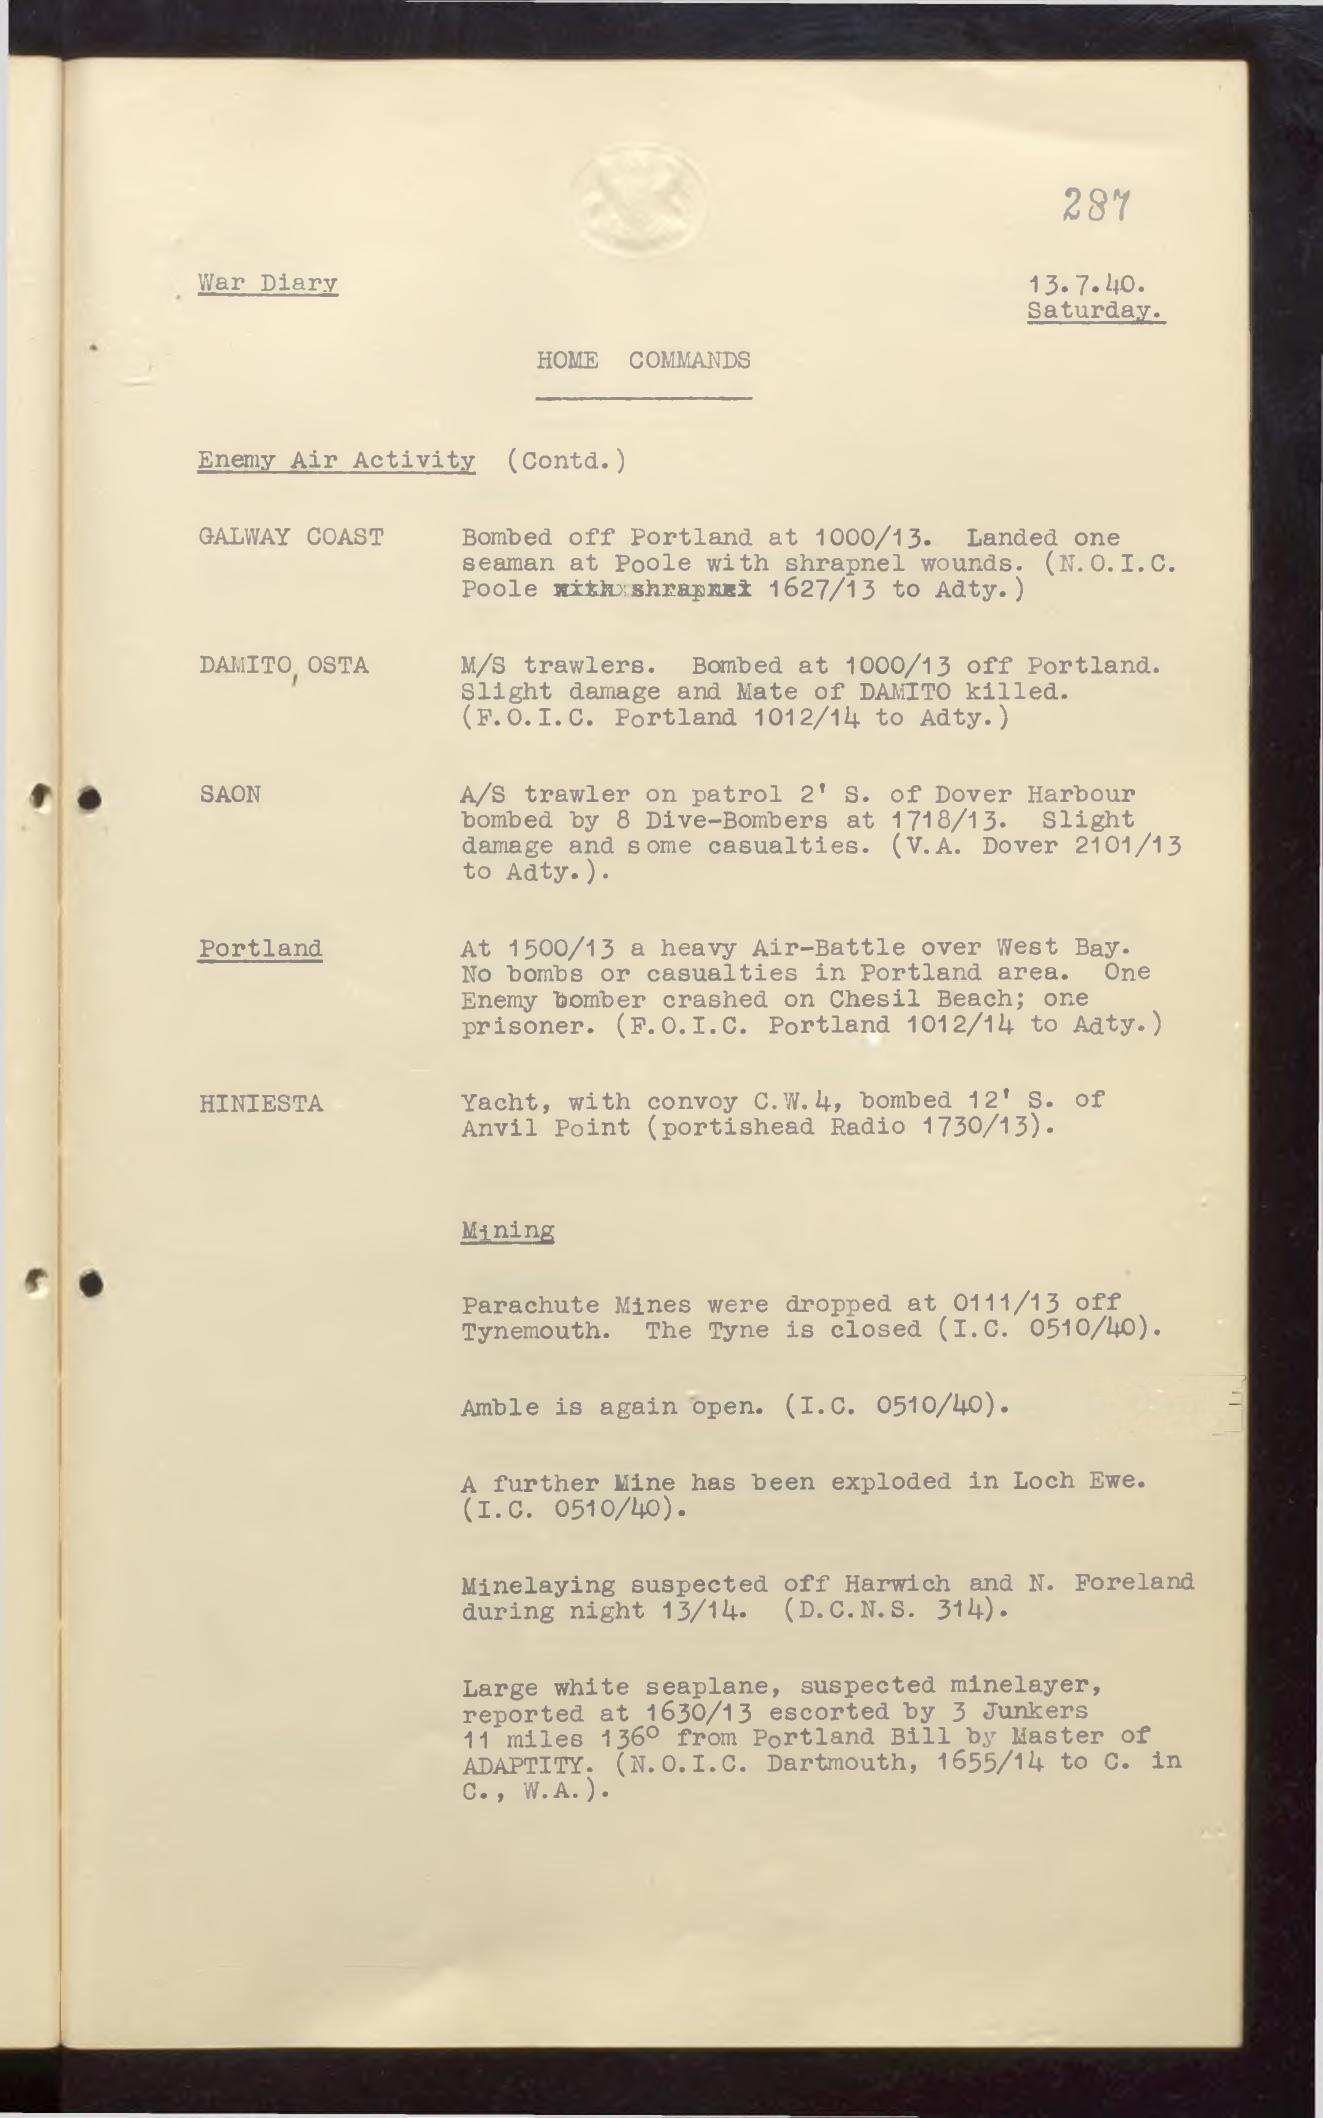 287
War Diary
13.7.40.
Saturday.
HOME COMMANDS
Enemy Air Activity (Contd.)
GALWAY COAST
Bombed off Portland at 1000/13. Landed one
seaman at Poole with shrapnel wounds. (N.O.I.C.
Poole with shrapnel 1627/13 to Adty.)
DAMITO, OSTA
M/S trawlers. Bombed at 1000/13 off Portland.
Slight damage and Mate of DAMITO killed.
(F.O.I.C. Portland 1012/14 to Adty.)
SAON
A/S trawler on patrol 2' S. of Dover Harbour
bombed by 8 Dive-Bombers at 1718/13. Slight
damage and some casualties. (V.A. Dover 2101/13
to Adty.).
Portland
At 1500/13 a heavy Air-Battle over West Bay.
No bombs or casualties in Portland area. One
Enemy bomber crashed on Chesil Beach; one
prisoner. (F.O.I.C. Portland 1012/14 to Adty.)
HINIESTA
Yacht, with convoy C.W.4, bombed 12' S. of
Anvil Point (portishead Radio 1730/13).
Mining
Parachute Mines were dropped at 0111/13 off
Tynemouth. The Tyne is closed (I.C. 0510/40).
Amble is again open. (I.C. 0510/40).
A further Mine has been exploded in Loch Ewe.
(I.C. 0510/40).
Minelaying suspected off Harwich and N. Foreland
during night 13/14. (D.C.N.S. 314).
Large white seaplane, suspected minelayer,
reported at 1630/13 escorted by 3 Junkers
11 miles 136° from Portland Bill by Master of
ADAPTITY. (N.O.I.C. Dartmouth, 1655/14 to C. in
C., W.A.).